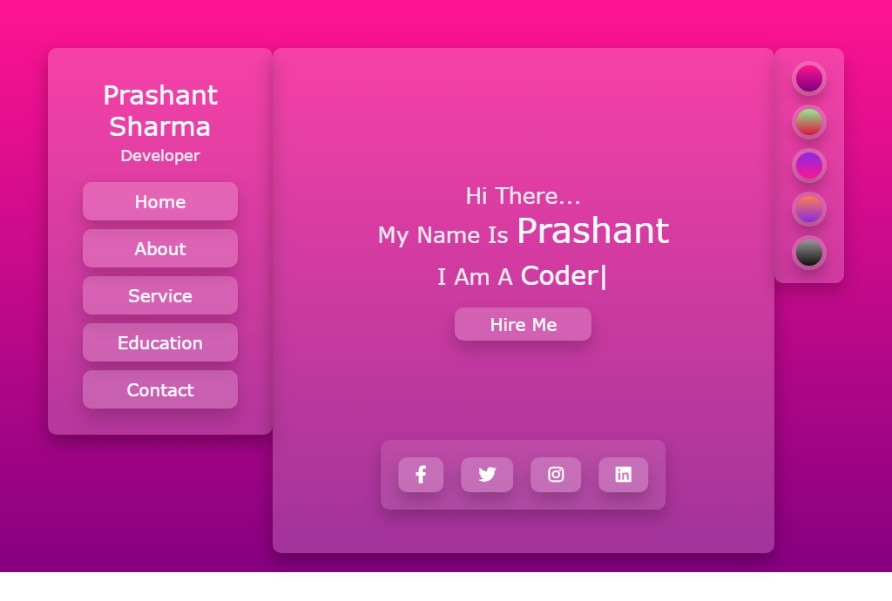 Prashant
Sharma
Developer
Home
About
Service
Education
Contact
Hi There...
My Name Is Prashant
I Am A Coder|
Hire Me